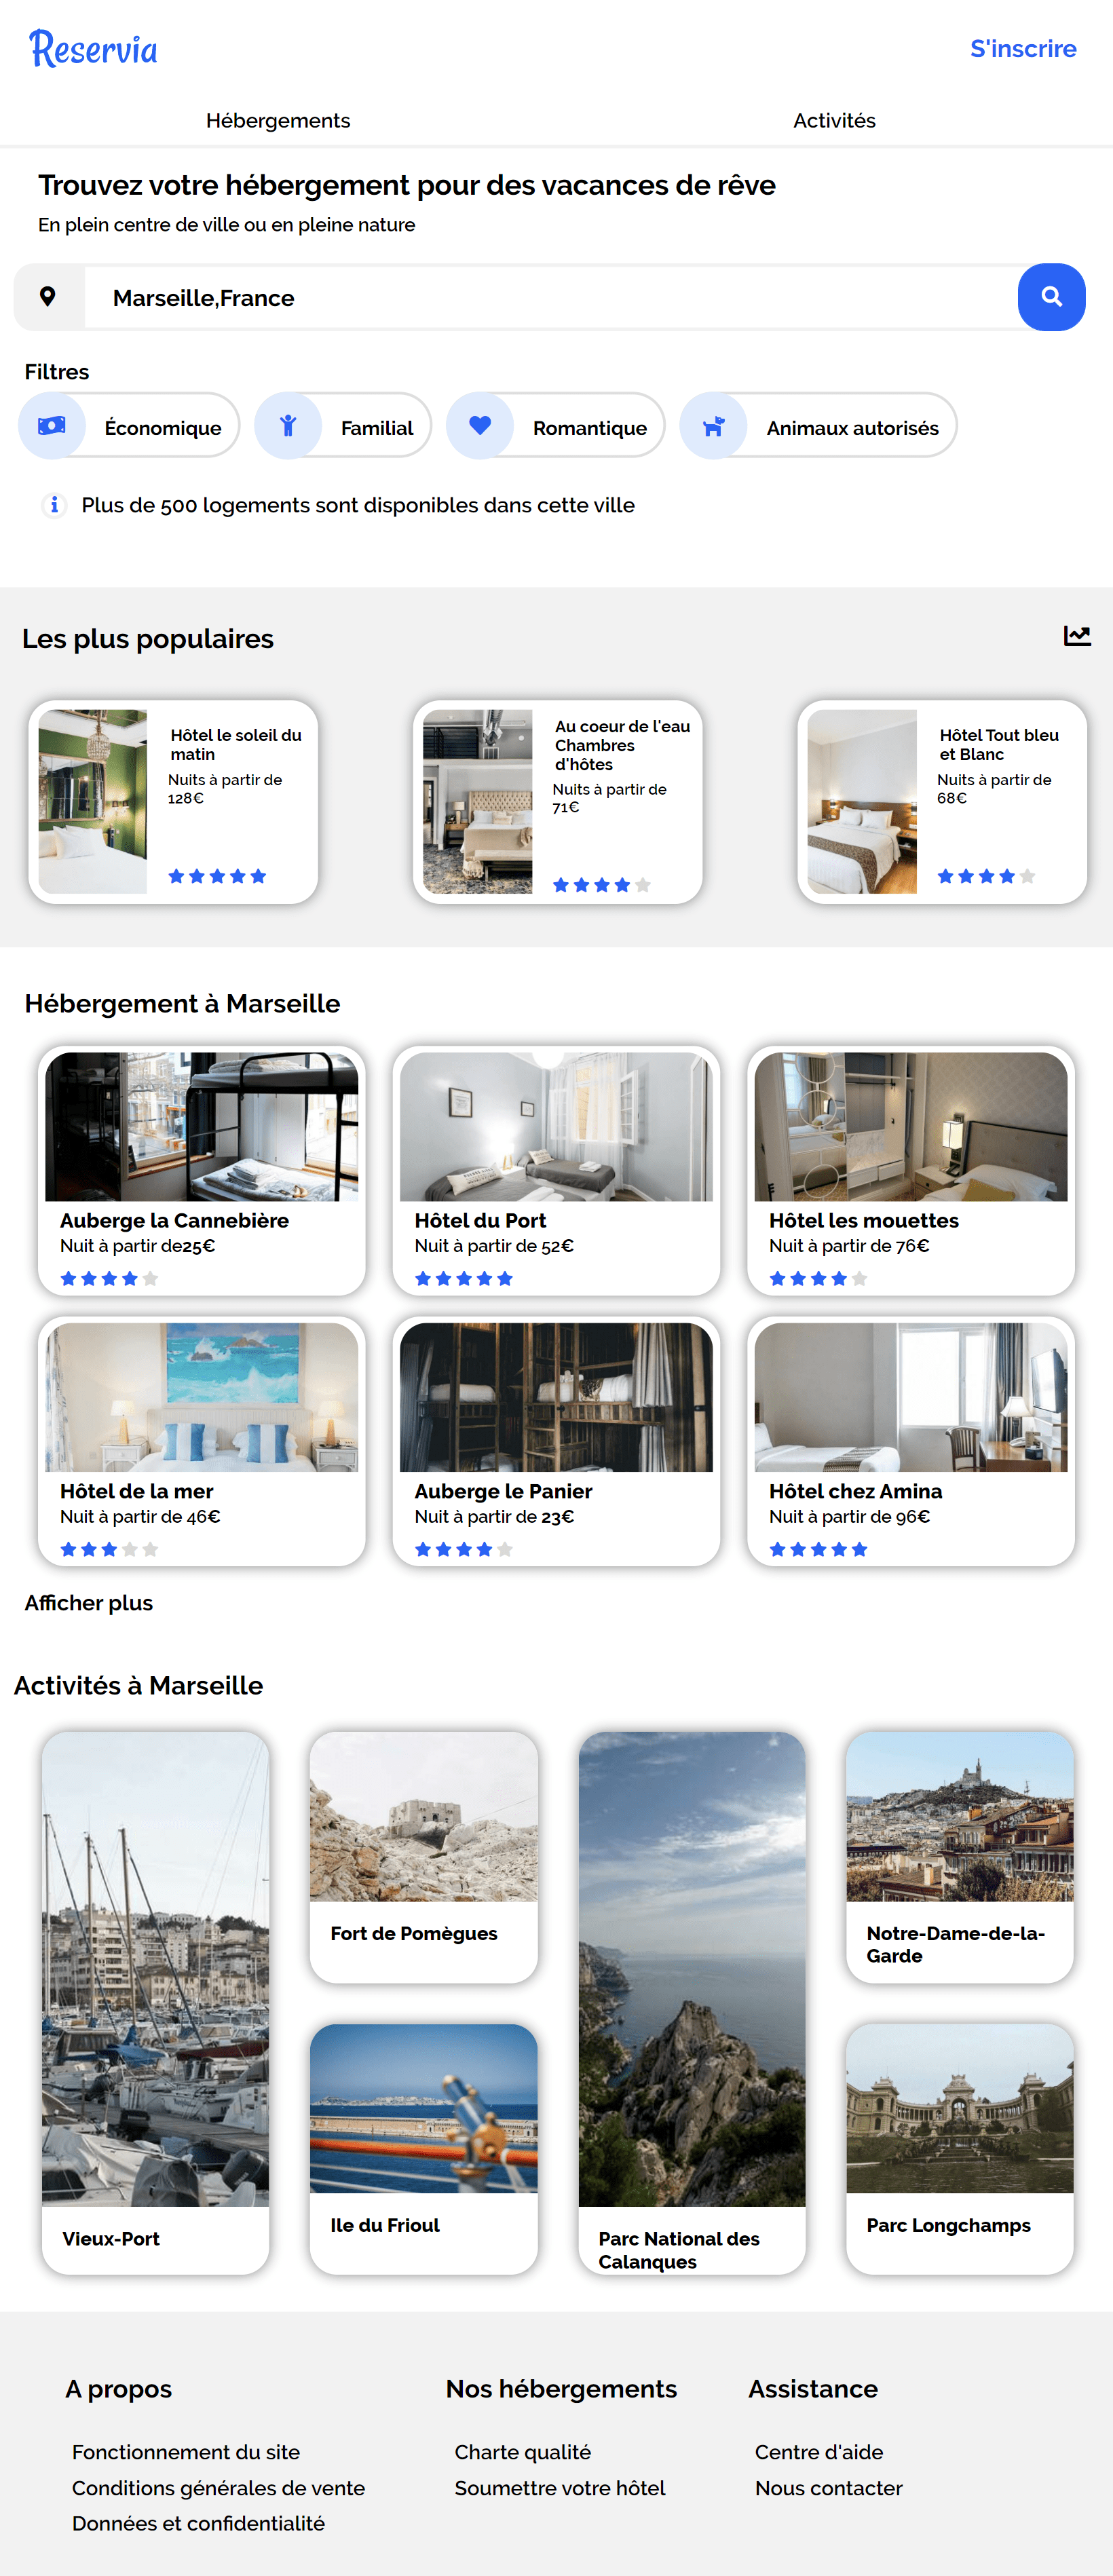 Reservia
S'inscrire
Hébergements
Activités
Trouvez votre hébergement pour des vacances de rêve
En plein centre de ville ou en pleine nature
Marseille,France
Filtres
Économique
Familial
Romantique
Animaux autorisés
Plus de 500 logements sont disponibles dans cette ville
Les plus populaires
Hôtel le soleil du
matin
Nuits à partir de
128€
Au coeur de l'eau
Chambres
d'hôtes
Nuits à partir de
71€
Hôtel Tout bleu
et Blanc
Nuits à partir de
68€
Hébergement à Marseille
Auberge la Cannebière
Nuit à partir de25€
Hôtel du Port
Nuit à partir de 52€
Hôtel les mouettes
Nuit à partir de 76€
Hôtel de la mer
Nuit à partir de 46€
Auberge le Panier
Nuit à partir de 23€
Hôtel chez Amina
Nuit à partir de 96€
Afficher plus
Activités à Marseille
Vieux-Port
Fort de Pomègues
Ile du Frioul
Parc National des
Calanques
Notre-Dame-de-la-
Garde
Parc Longchamps
A propos
Fonctionnement du site
Conditions générales de vente
Données et confidentialité
Nos hébergements
Charte qualité
Soumettre votre hôtel
Assistance
Centre d'aide
Nous contacter